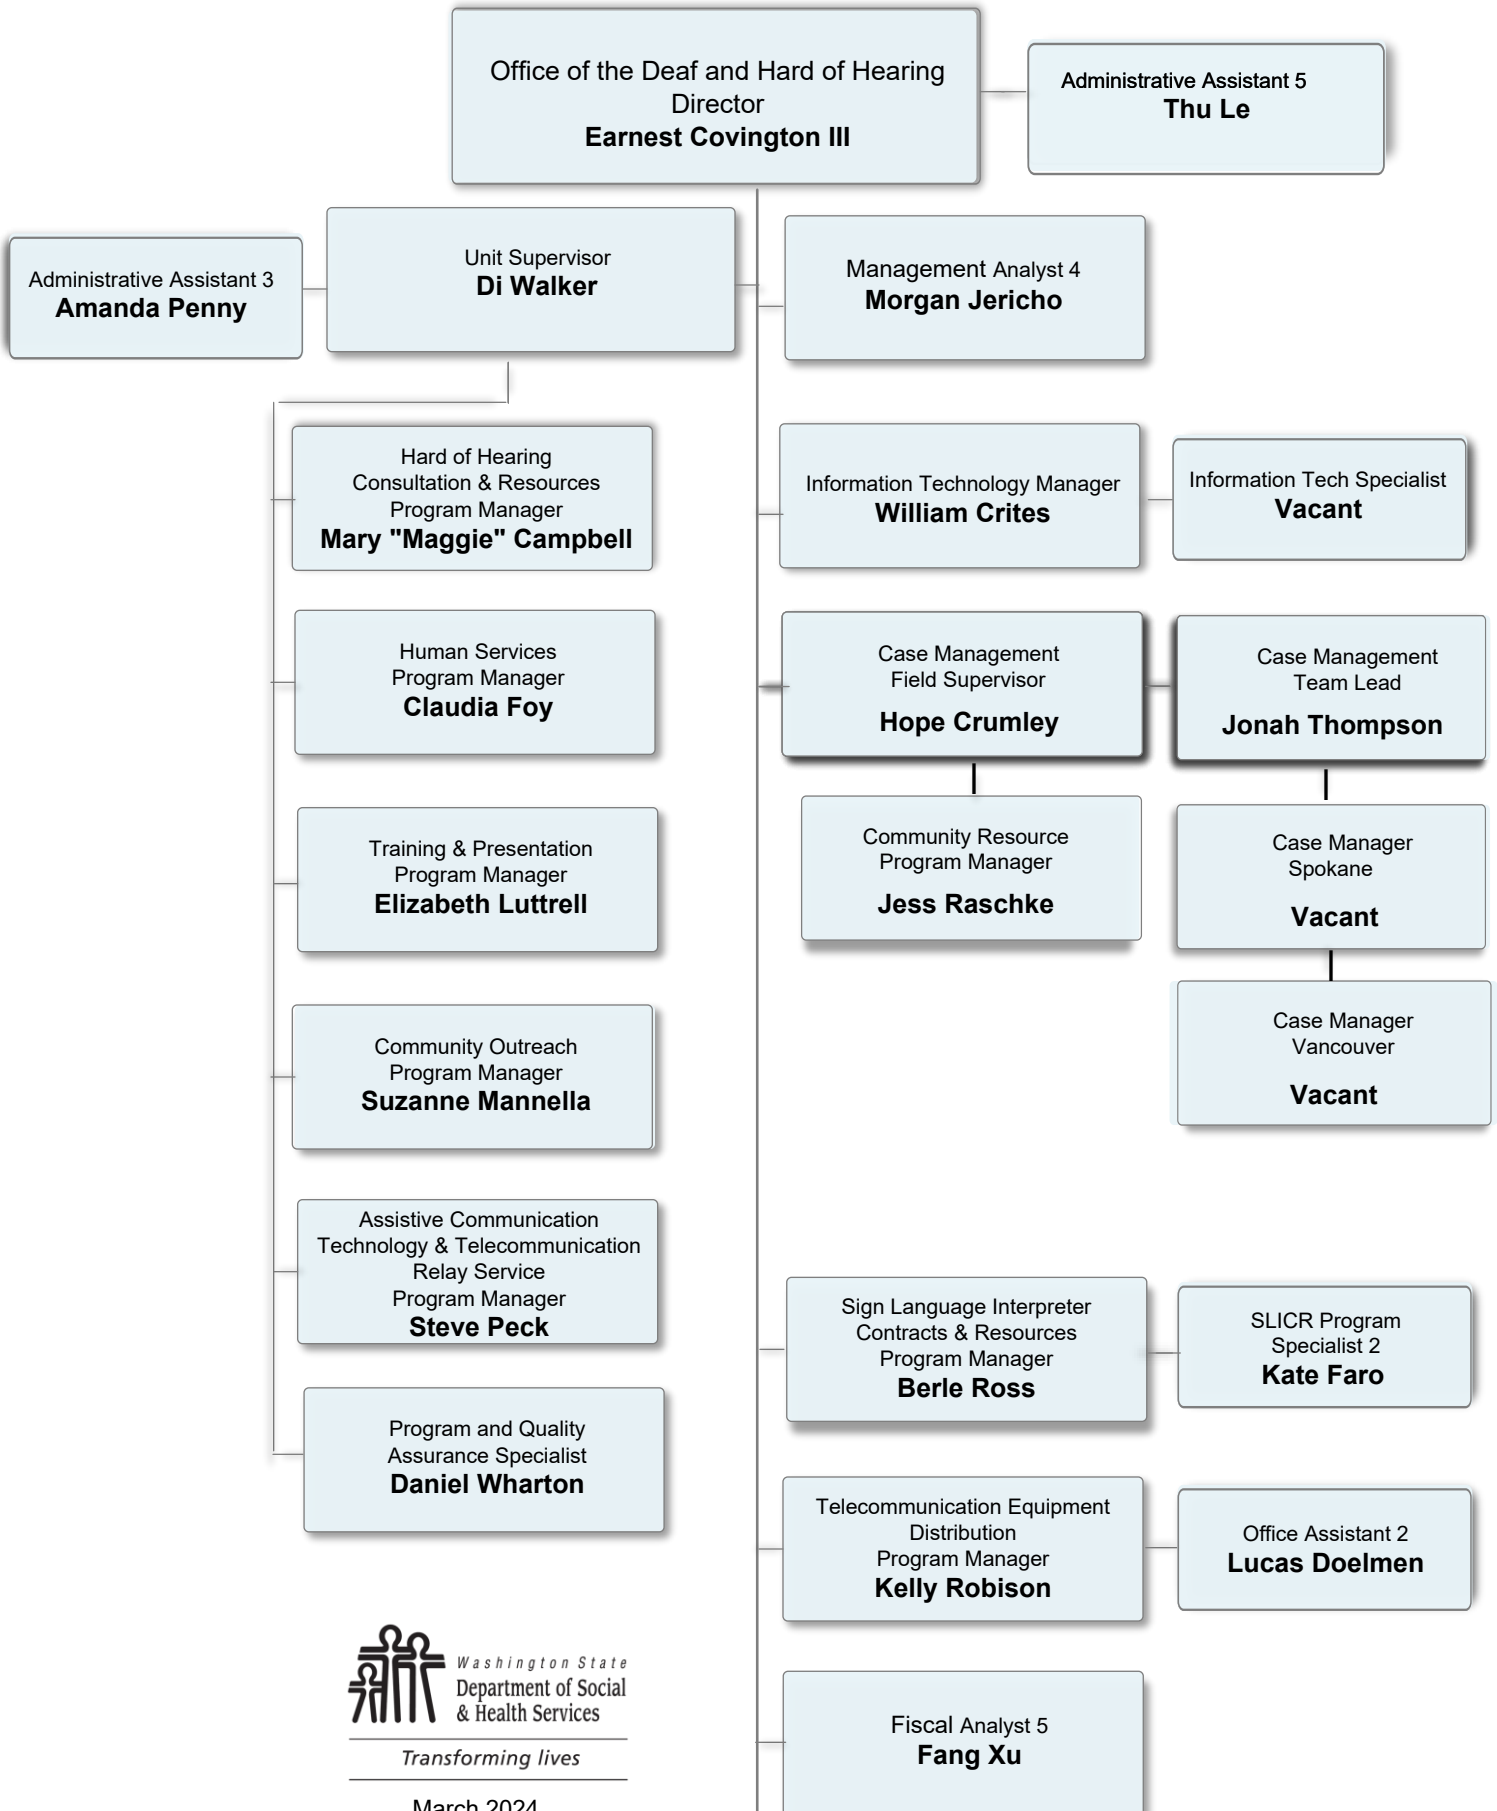 Office of the Deaf and Hard of Hearing
Director
Earnest Covington III
Administrative Assistant 5
Thu Le
Administrative Assistant 3
Amanda Penny
Unit Supervisor
Di Walker
Management Analyst 4
Morgan Jericho
Hard of Hearing
Consultation & Resources
Program Manager
Mary "Maggie" Campbell
Information Technology Manager
William Crites
Information Tech Specialist
Vacant
Human Services
Program Manager
Claudia Foy
Case Management
Field Supervisor
Hope Crumley
Case Management
Team Lead
Jonah Thompson
Training & Presentation
Program Manager
Elizabeth Luttrell
Community Resource
Program Manager
Jess Raschke
Case Manager
Spokane
Vacant
Community Outreach
Program Manager
Suzanne Mannella
Case Manager
Vancouver
Vacant
Assistive Communication
Technology & Telecommunication
Relay Service
Program Manager
Steve Peck
Sign Language Interpreter
Contracts & Resources
Program Manager
Berle Ross
SLICR Program
Specialist 2
Kate Faro
Program and Quality
Assurance Specialist
Daniel Wharton
Telecommunication Equipment
Distribution
Program Manager
Kelly Robison
Office Assistant 2
Lucas Doelmen
Washington State
Department of Social
& Health Services
Transforming lives
March 2024
Fiscal Analyst 5
Fang Xu